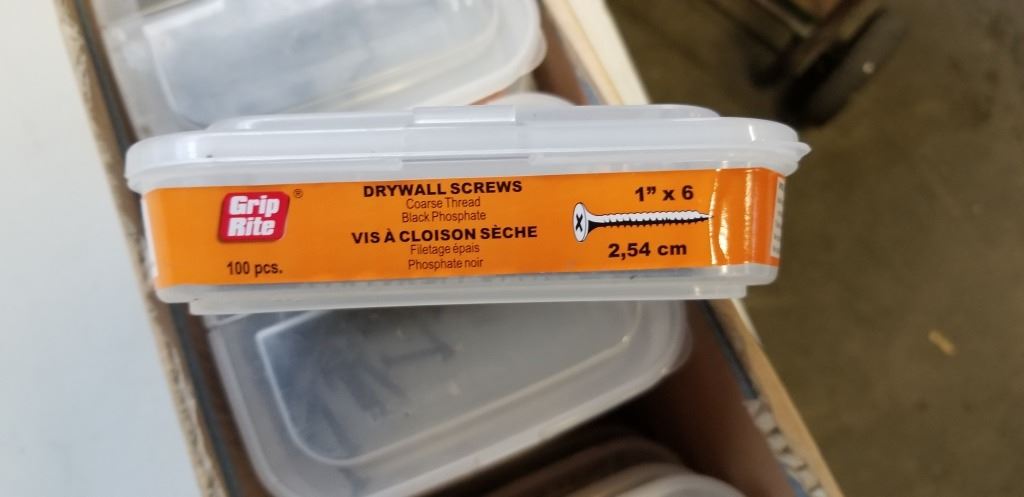 Grip
Rite®
100 pcs.
DRYWALL SCREWS
Coarse Thread
Black Phosphate
VIS À CLOISON SÈCHE
Filetage épais
Phosphate noir
1” x 6
2,54 cm